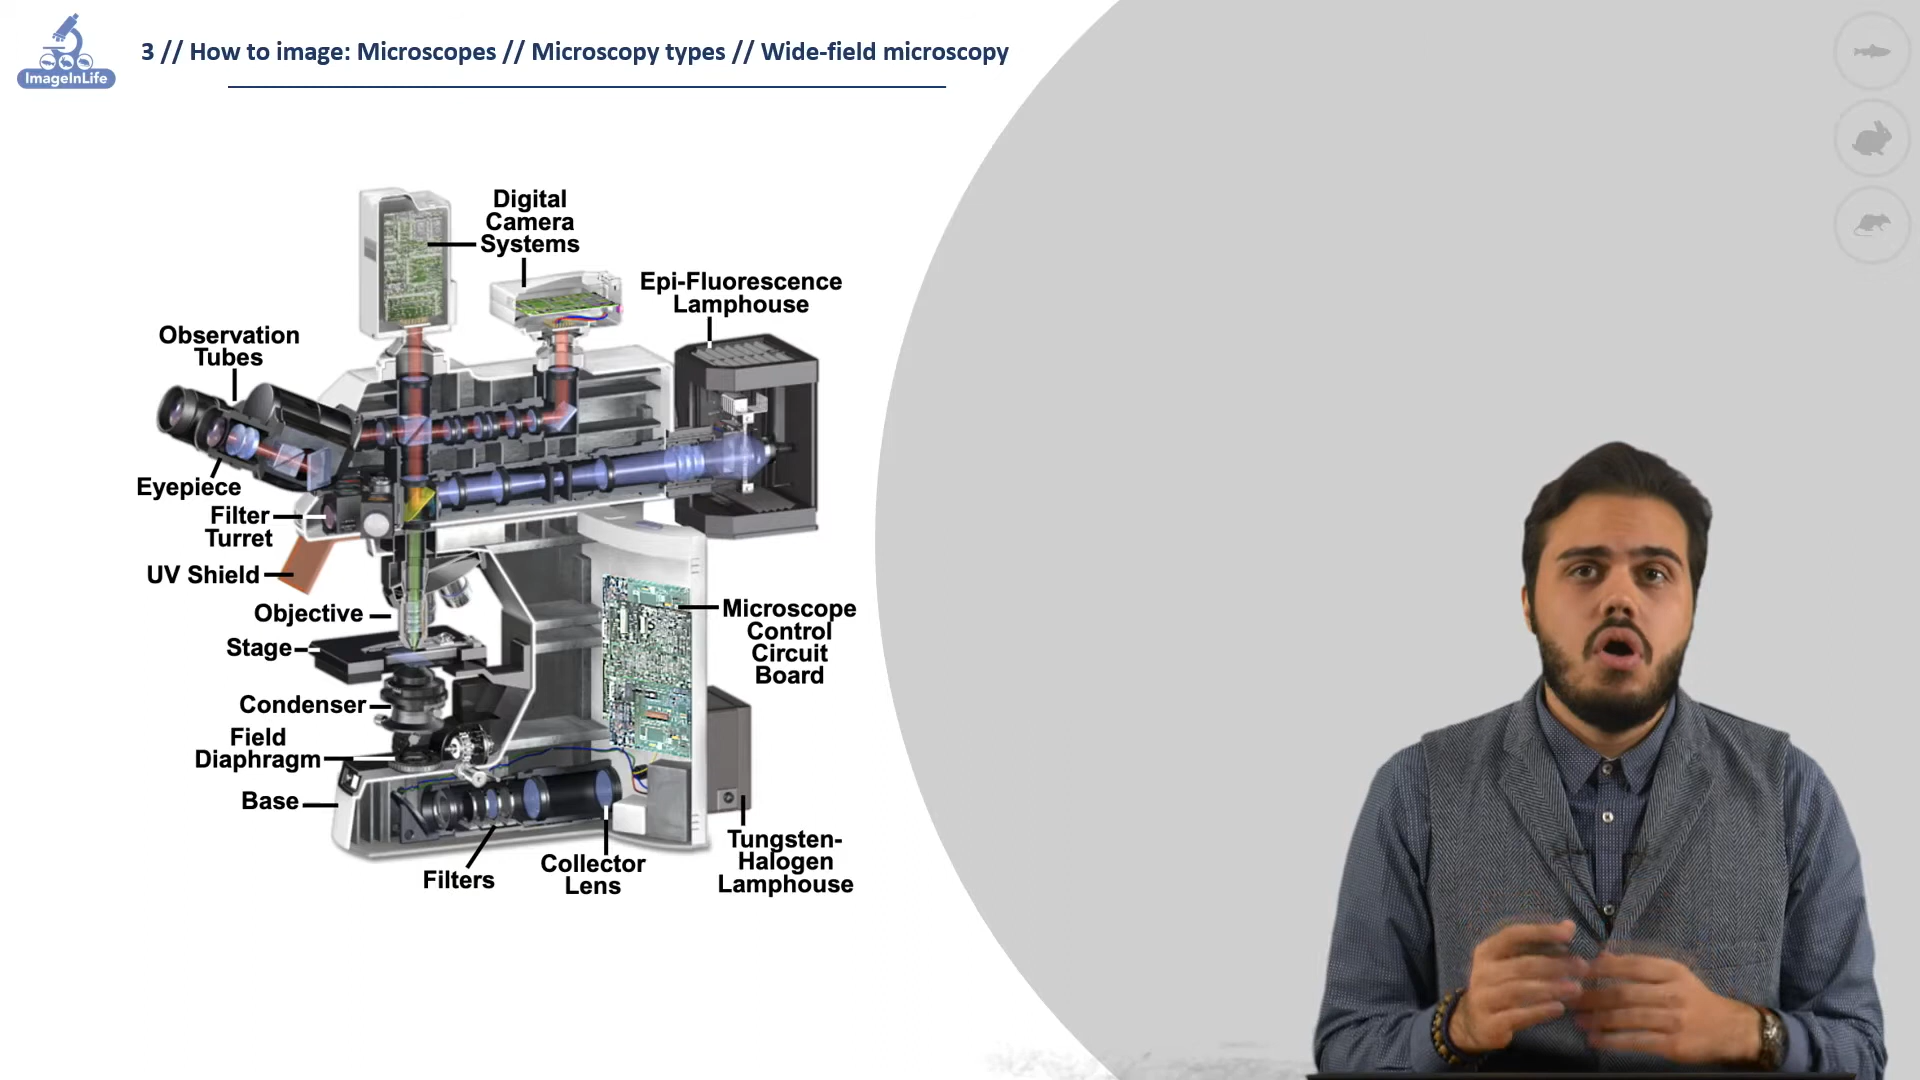 ImageInLife
3 // How to image: Microscopes // Microscopy types // Wide-field microscopy
Digital
Camera
Systems
Epi-Fluorescence
Lamphouse
Observation
Tubes
Eyepiece
Filter
Turret
UV Shield
Objective
Stage
Condenser
Field
Diaphragm
Base
Filters
Collector
Lens
Microscope
Control
Circuit
Board
Tungsten-
Halogen
Lamphouse